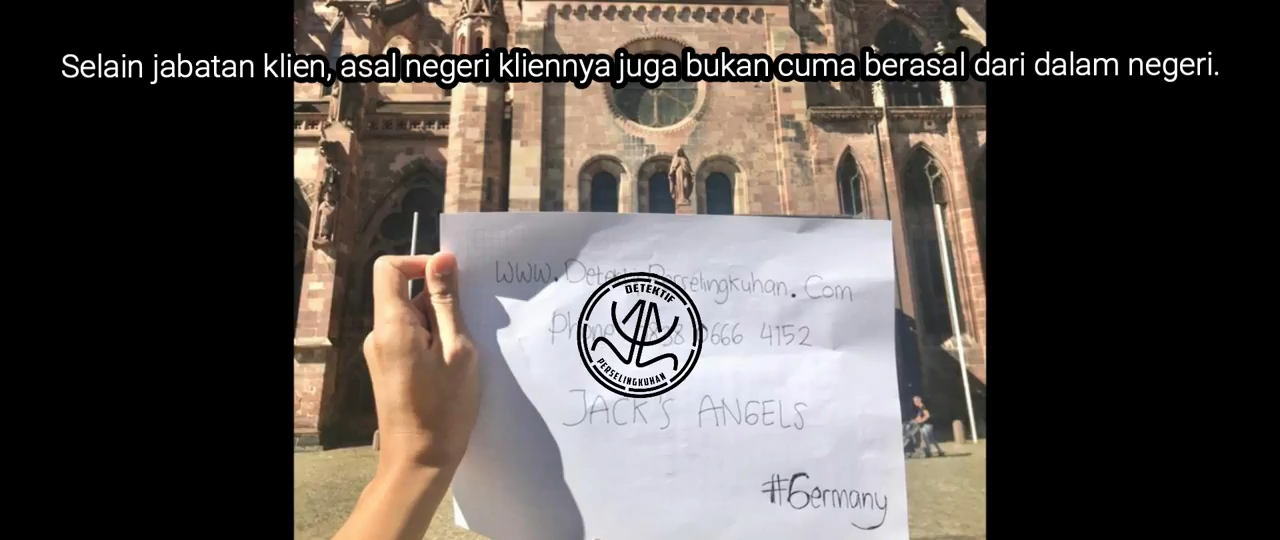 Selain jabatan klien, asal negeri kliennya juga bukan cuma berasal dari dalam negeri.
www. Perselingkuhan. Com
Phone 0666 4152
DETEKTIF
PERSELINGKUHAN
JACK'S ANGELS
#Germany